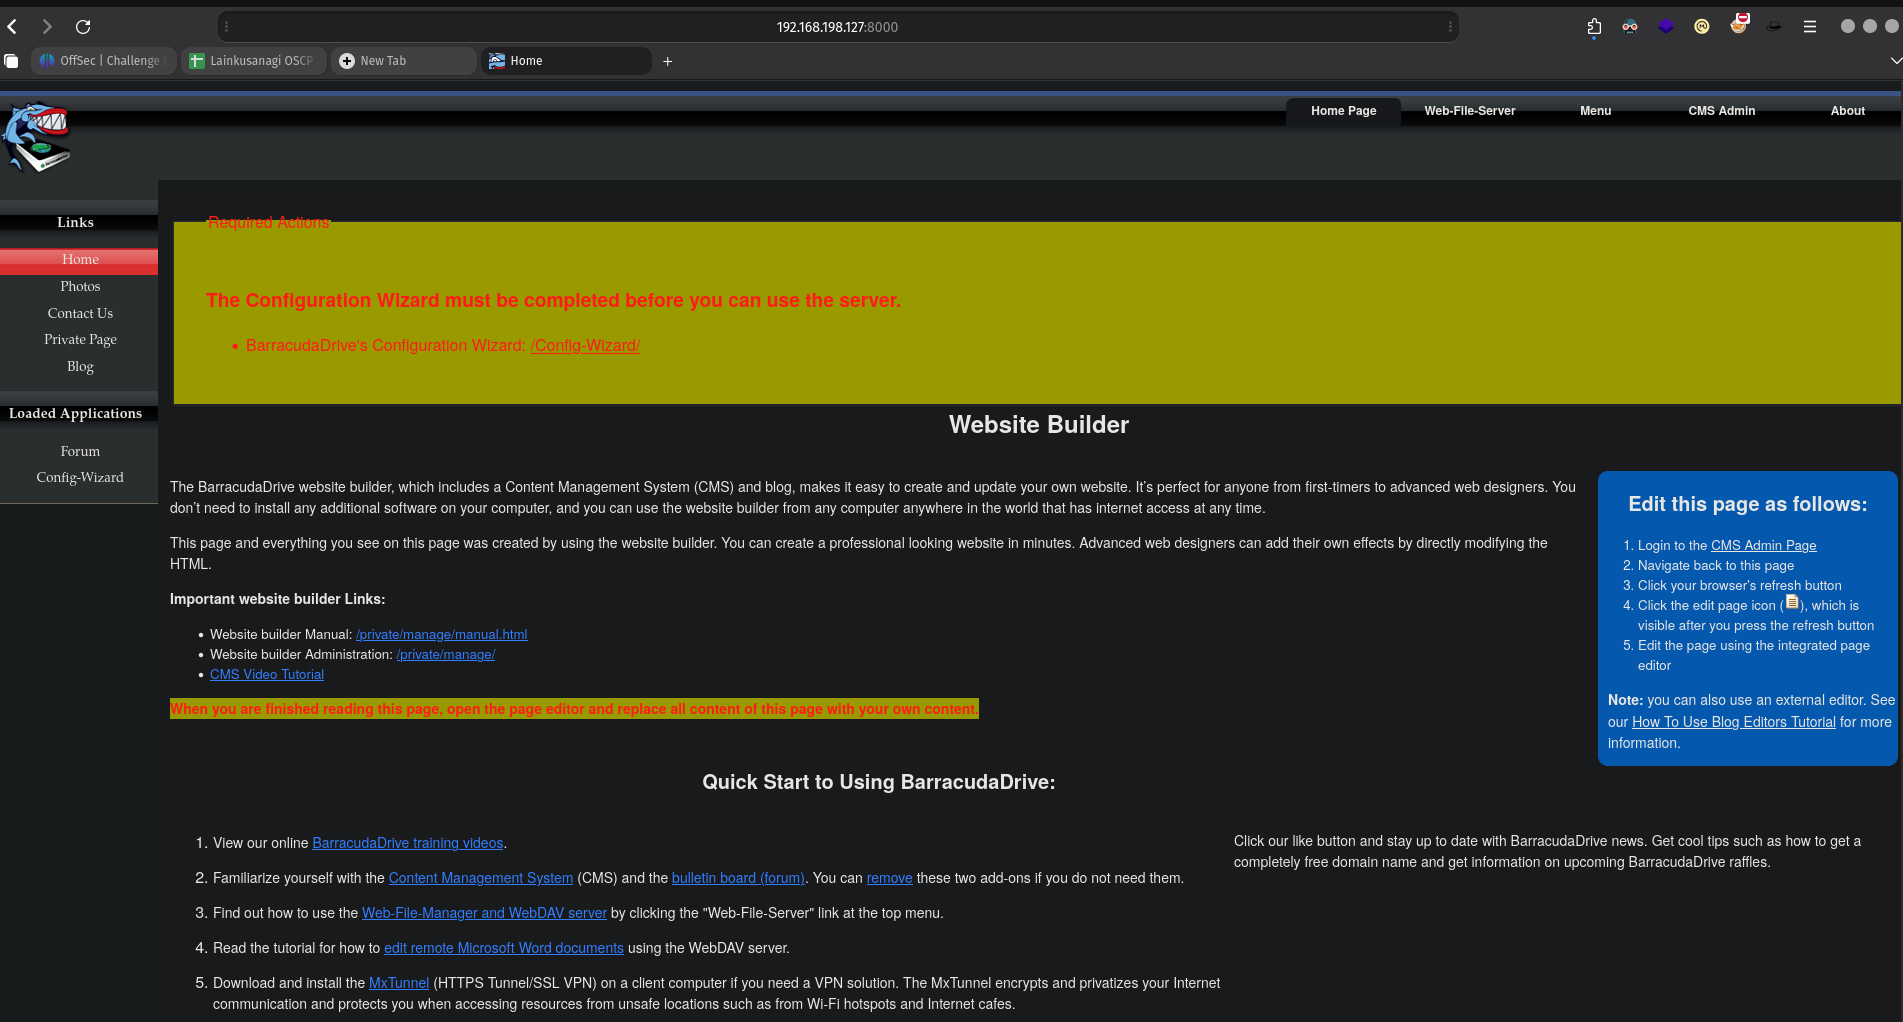 192.168.198.127:8000
OffSec | Challenge
Lainkusanagi OSCP
New Tab
Home
Home Page
Web-File-Server
Menu
CMS Admin
About
Links
Home
Photos
Contact Us
Private Page
Blog
Loaded Applications
Forum
Config-Wizard
Required Actions
The Configuration Wizard must be completed before you can use the server.
• BarracudaDrive's Configuration Wizard: /Config-Wizard/
Website Builder
The BarracudaDrive website builder, which includes a Content Management System (CMS) and blog, makes it easy to create and update your own website. It’s perfect for anyone from first-timers to advanced web designers. You
don’t need to install any additional software on your computer, and you can use the website builder from any computer anywhere in the world that has internet access at any time.
This page and everything you see on this page was created by using the website builder. You can create a professional looking website in minutes. Advanced web designers can add their own effects by directly modifying the
HTML.
Important website builder Links:
• Website builder Manual: /private/manage/manual.html
• Website builder Administration: /private/manage/
• CMS Video Tutorial
When you are finished reading this page, open the page editor and replace all content of this page with your own content.
Edit this page as follows:
1. Login to the CMS Admin Page
2. Navigate back to this page
3. Click your browser’s refresh button
4. Click the edit page icon ( ), which is
visible after you press the refresh button
5. Edit the page using the integrated page
editor
Note: you can also use an external editor. See
our How To Use Blog Editors Tutorial for more
information.
Quick Start to Using BarracudaDrive:
1. View our online BarracudaDrive training videos.
2. Familiarize yourself with the Content Management System (CMS) and the bulletin board (forum). You can remove these two add-ons if you do not need them.
3. Find out how to use the Web-File-Manager and WebDAV server by clicking the "Web-File-Server" link at the top menu.
4. Read the tutorial for how to edit remote Microsoft Word documents using the WebDAV server.
5. Download and install the MxTunnel (HTTPS Tunnel/SSL VPN) on a client computer if you need a VPN solution. The MxTunnel encrypts and privatizes your Internet
communication and protects you when accessing resources from unsafe locations such as from Wi-Fi hotspots and Internet cafes.
Click our like button and stay up to date with BarracudaDrive news. Get cool tips such as how to get a
completely free domain name and get information on upcoming BarracudaDrive raffles.